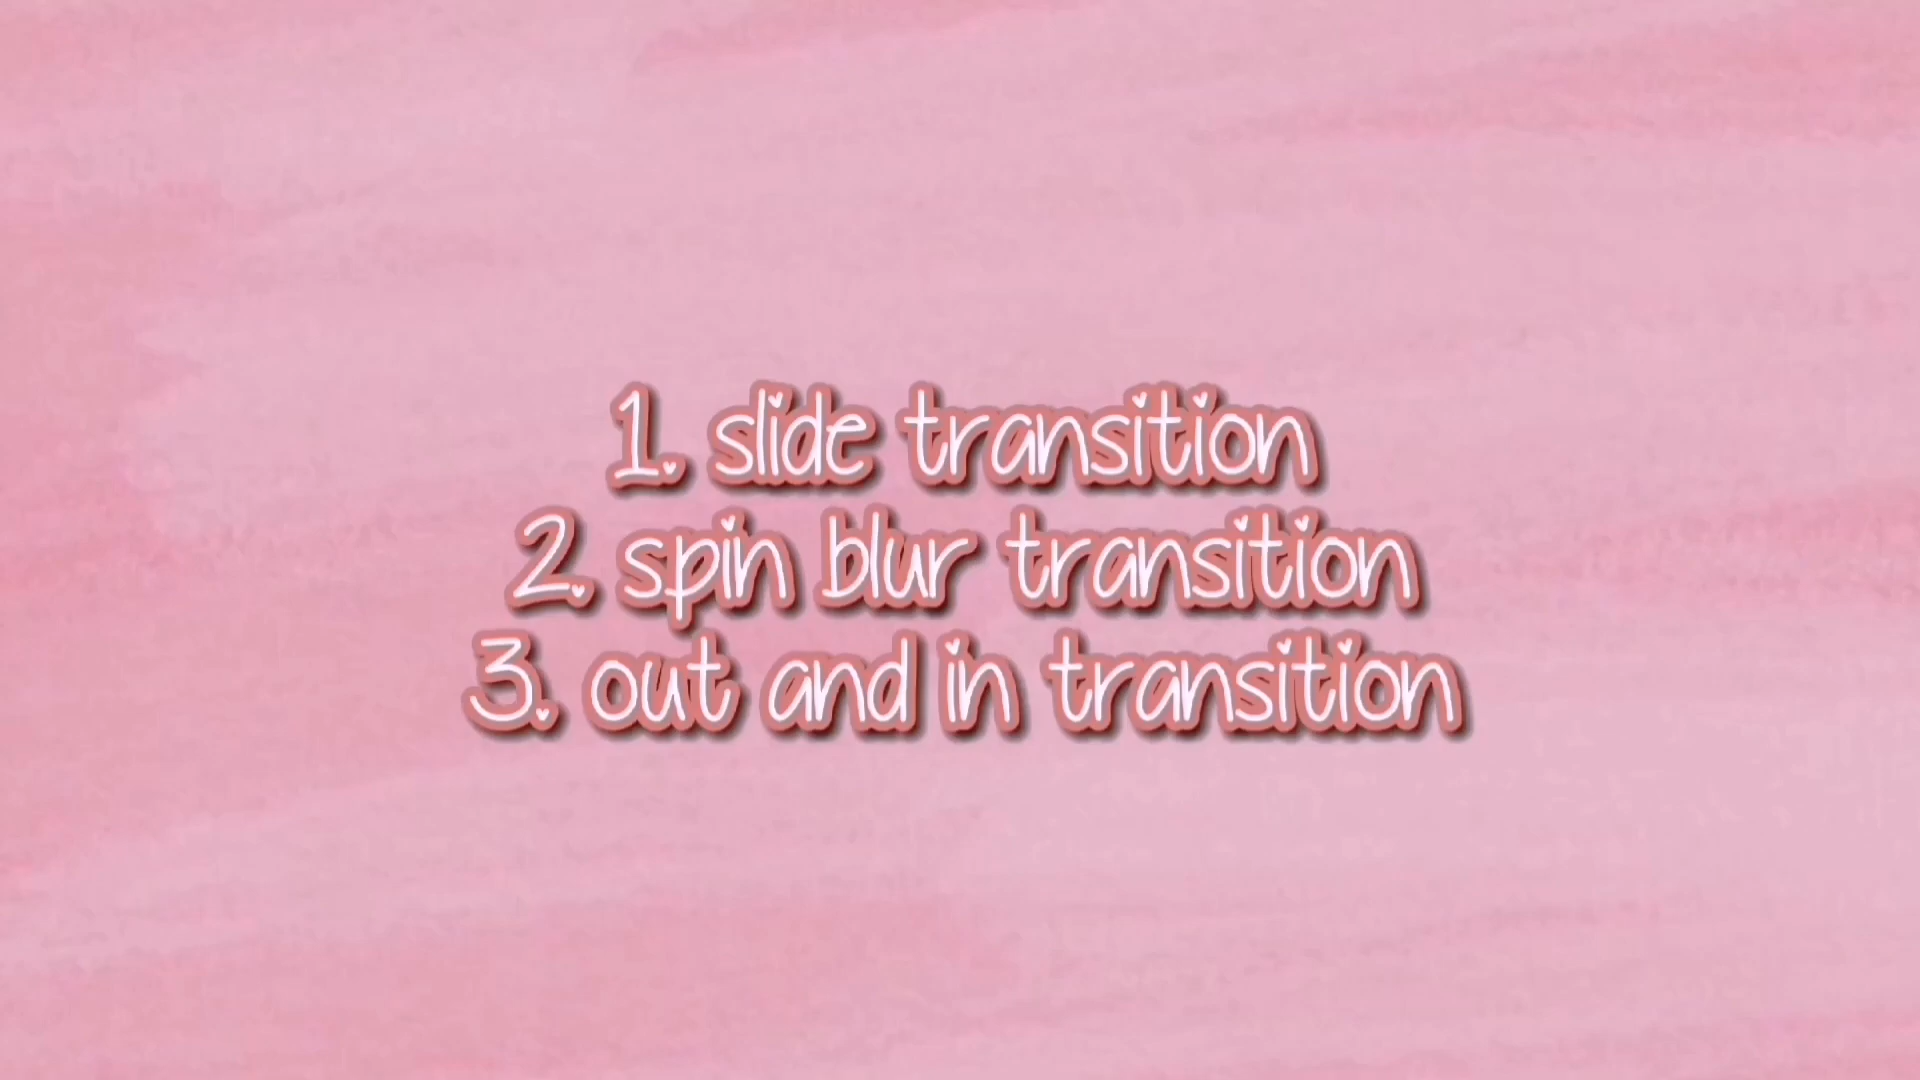 1. slide transition
2. spin blur transition
3. out and in transition